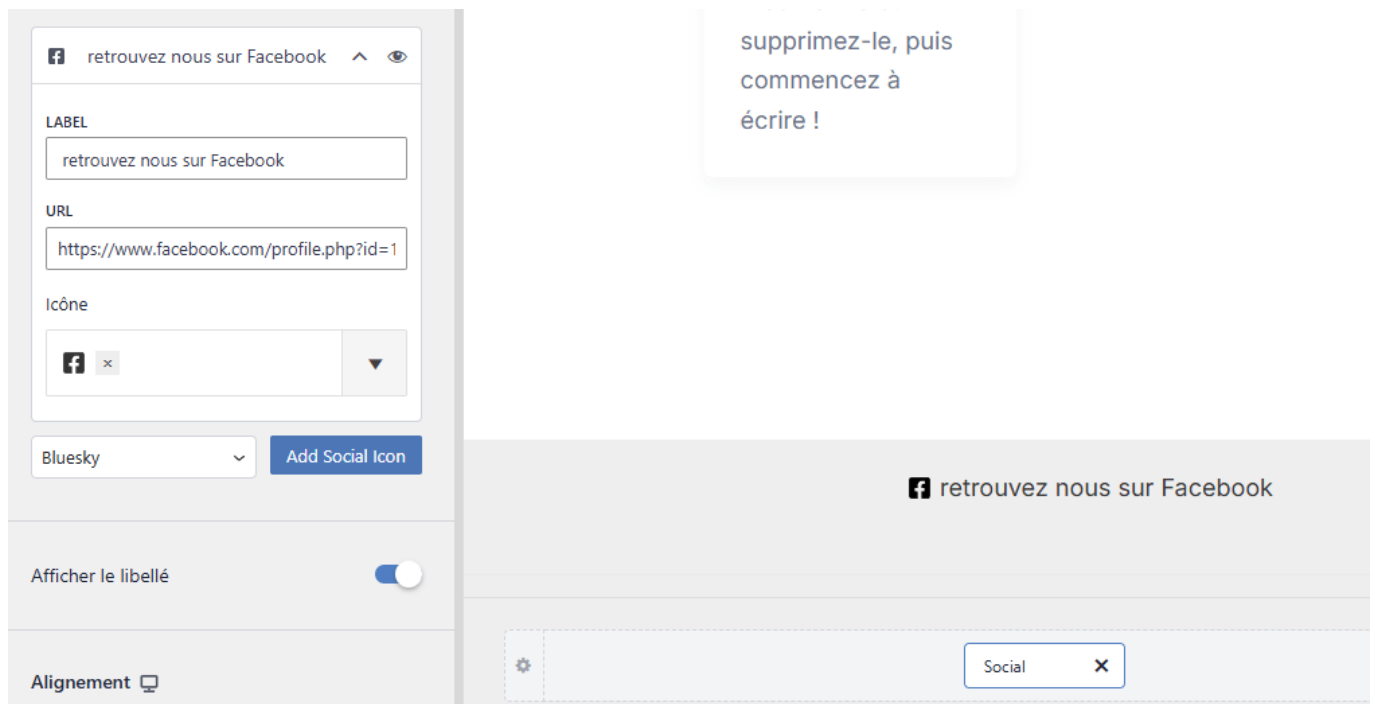 retrouvez nous sur Facebook
LABEL
retrouvez nous sur Facebook
URL
https://www.facebook.com/profile.php?id=1
Icône
Bluesky
Add Social Icon
Afficher le libellé
Alignement
supprimez-le, puis
commencez à
écrire !
retrouvez nous sur Facebook
Social